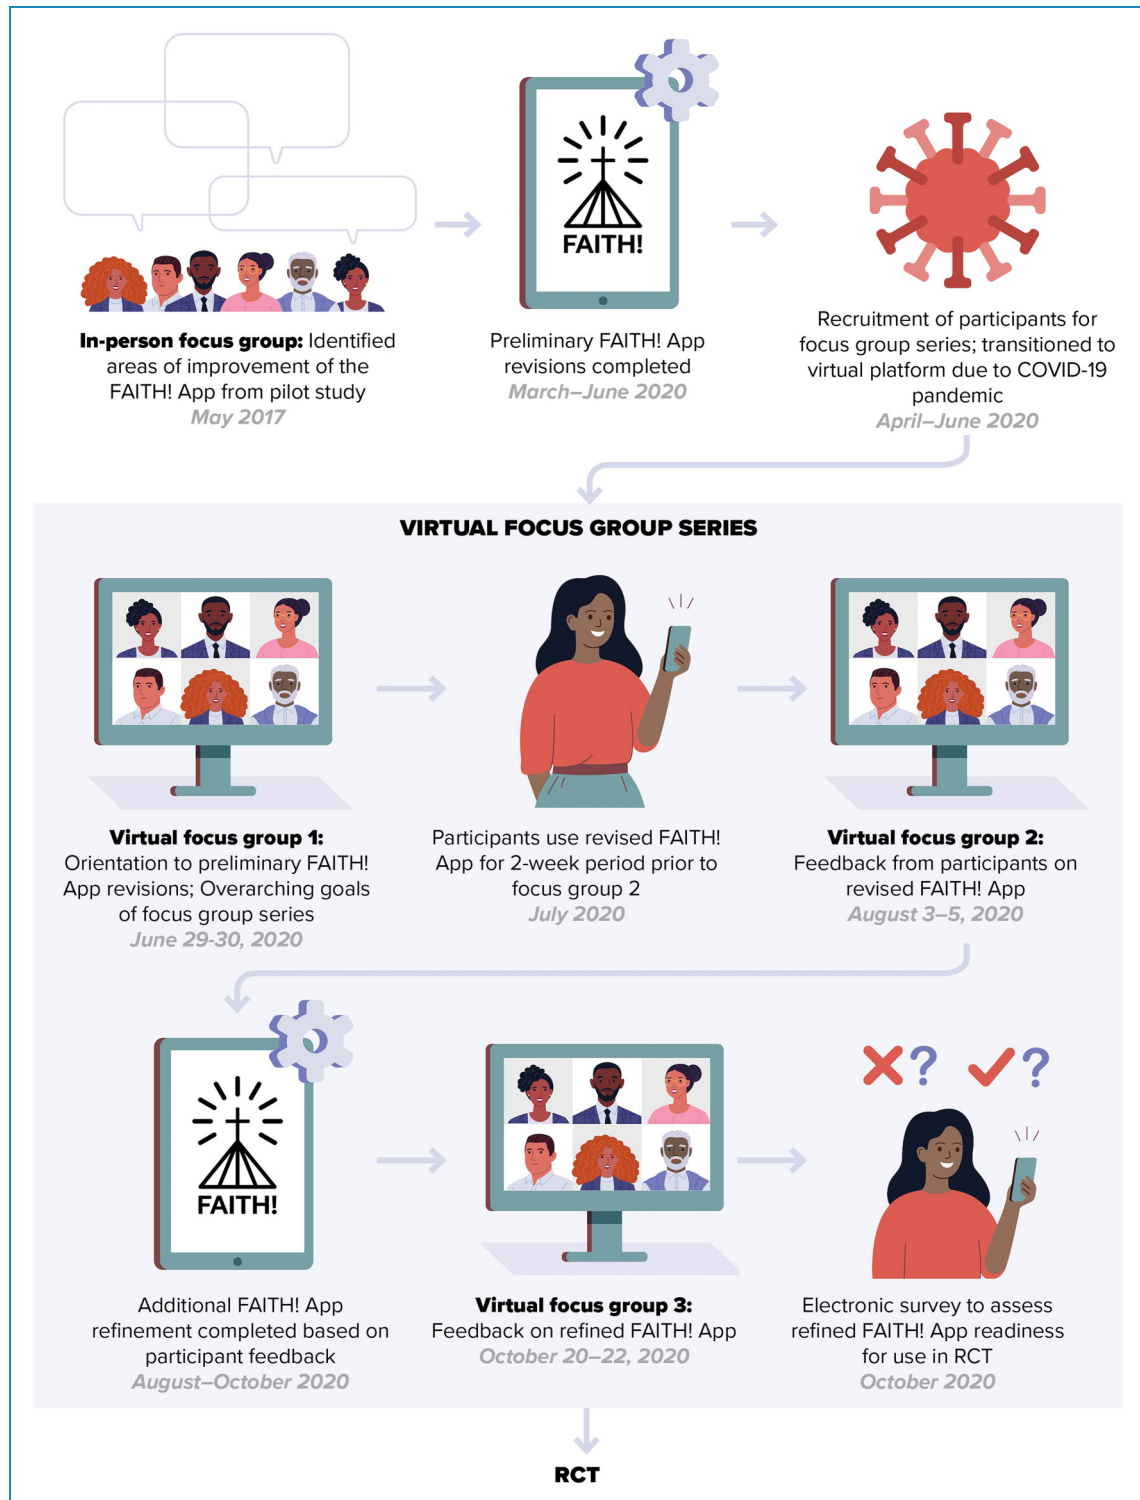 FAITH!
In-person focus group: Identified
areas of improvement of the
FAITH! App from pilot study
May 2017
Preliminary FAITH! App
revisions completed
March–June 2020
Recruitment of participants for
focus group series; transitioned to
virtual platform due to COVID-19
pandemic
April–June 2020
VIRTUAL FOCUS GROUP SERIES
Virtual focus group 1:
Orientation to preliminary FAITH!
App revisions; Overarching goals
of focus group series
June 29-30, 2020
Participants use revised FAITH!
App for 2-week period prior to
focus group 2
July 2020
Virtual focus group 2:
Feedback from participants on
revised FAITH! App
August 3–5, 2020
FAITH!
X? ✓?
Additional FAITH! App
refinement completed based on
participant feedback
August–October 2020
Virtual focus group 3:
Feedback on refined FAITH! App
October 20–22, 2020
Electronic survey to assess
refined FAITH! App readiness
for use in RCT
October 2020
RCT